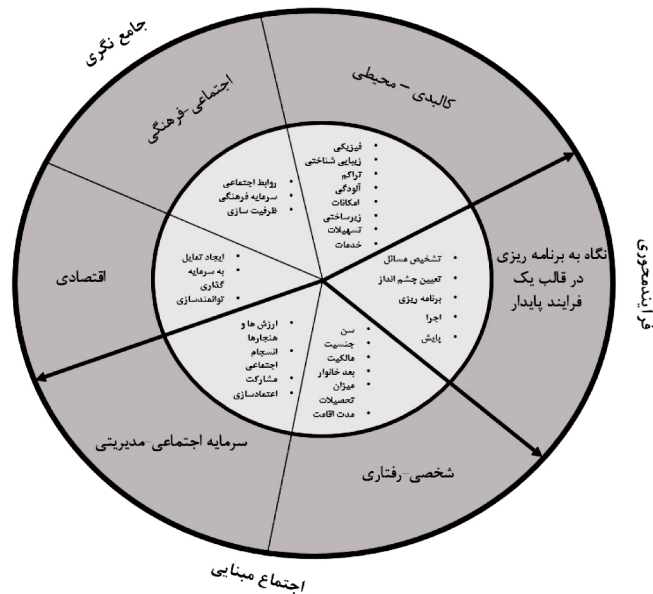 جامع نگری
کالبدی – محیطی
اجتماعی-فرهنگی
• فیزیکی
• زیبایی شناختی
• تراکم
• آلودگی
• امکانات
• زیرساختی
• تسهیلات
• خدمات
• روابط اجتماعی
• سرمایه فرهنگی
• ظرفیت سازی
اقتصادی
• ایجاد تمایل
به سرمایه
گذاری
• توانمندسازی
فرایندمحوری
نگاه به برنامه ریزی
در قالب یک
فرایند پایدار
• تشخیص مسائل
• تعیین چشم انداز
• برنامه ریزی
• اجرا
• پایش
• سن
• جنسیت
• مالکیت
• بعد خانوار
• میزان
تحصیلات
• مدت اقامت
شخصی-رفتاری
• ارزش ها و
هنجارها
• انسجام
اجتماعی
• مشارکت
• اعتمادسازی
سرمایه اجتماعی-مدیریتی
اجتماع مبنایی